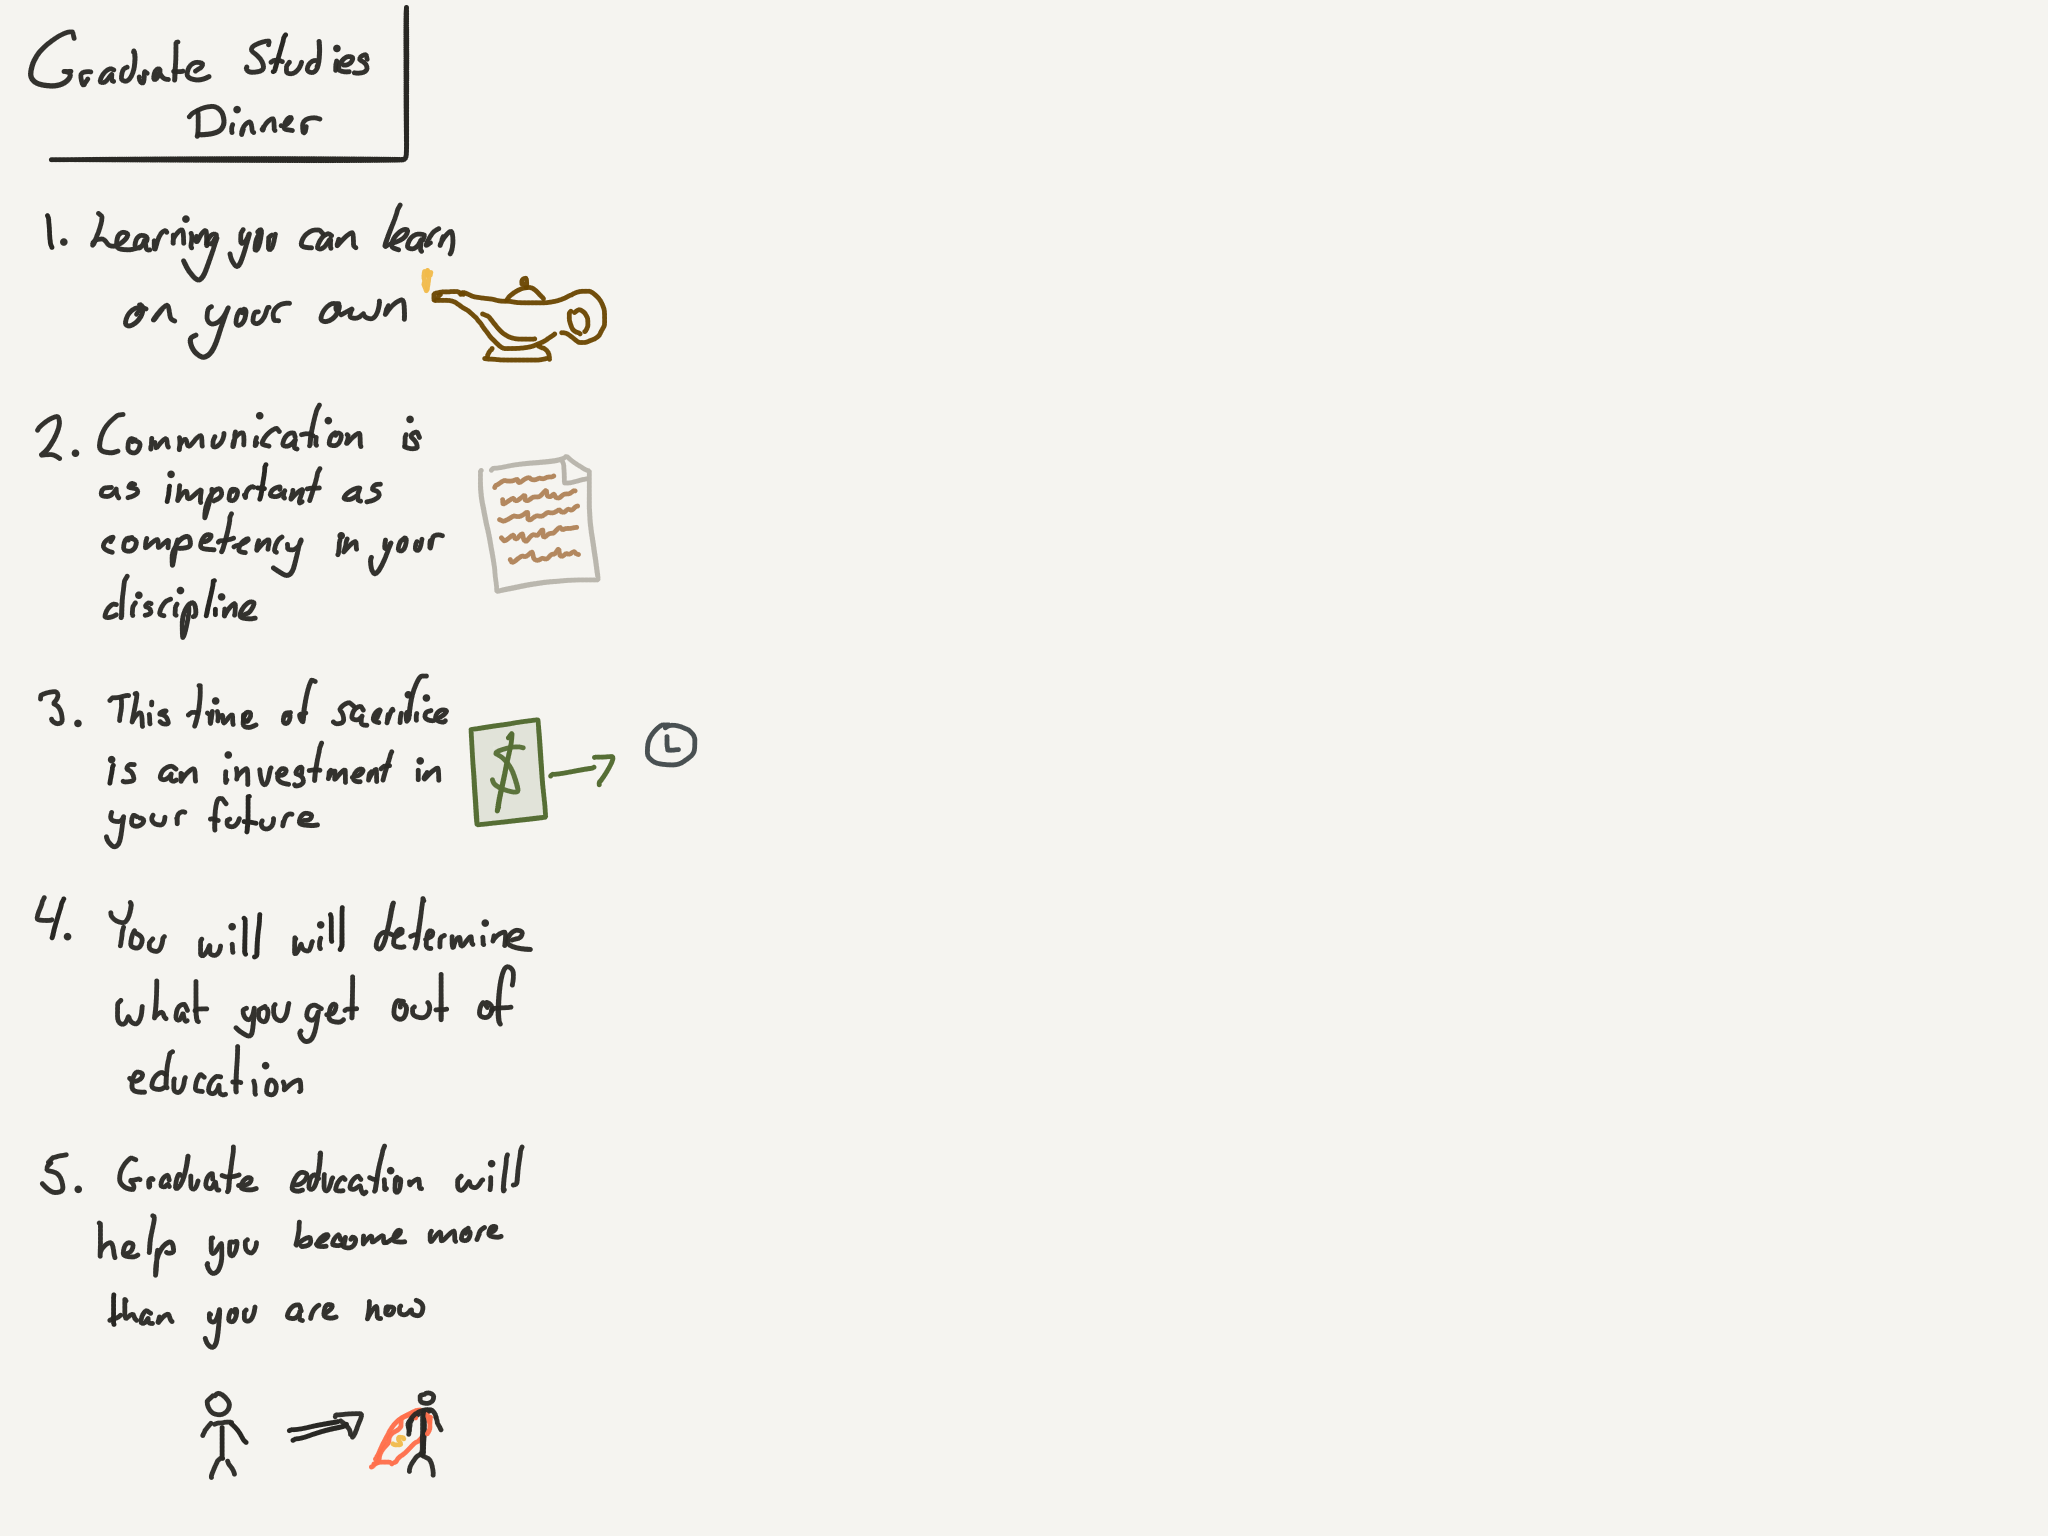 Graduate Studies
Dinner
1. Learning you can learn
on your own
2. Communication is
as important as
competency in your
discipline
3. This time of sacrifice
is an investment in
your future
$
4. You will will determine
what you get out of
education
5. Graduate education will
help you become more
than you are now
S